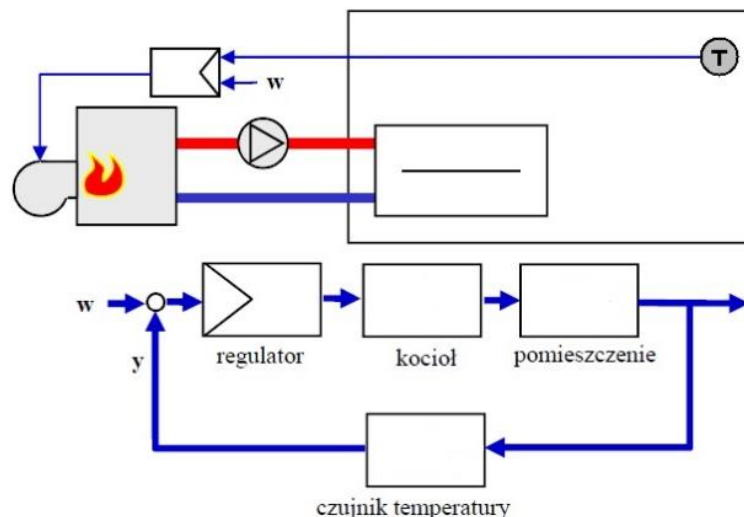 T
w
w
y
regulator
kocioł
pomieszczenie
czujnik temperatury